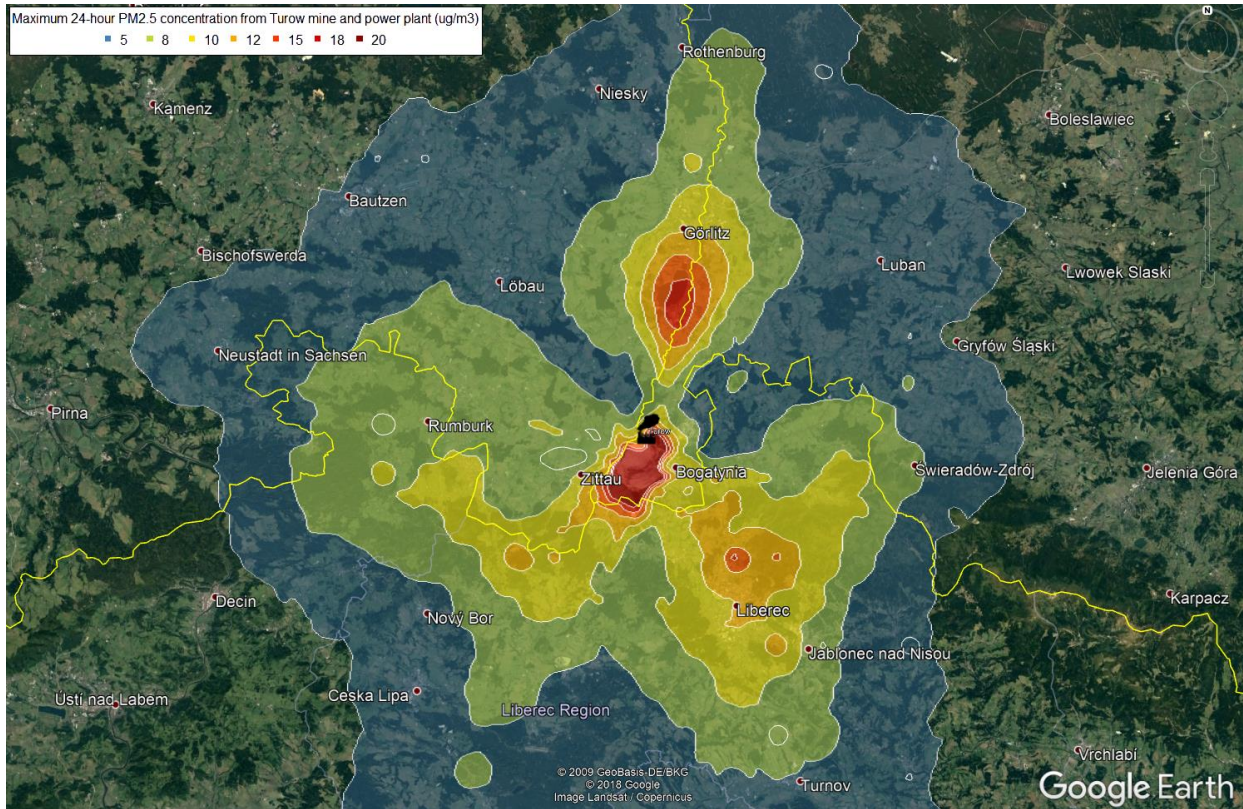 Maximum 24-hour PM2.5 concentration from Turow mine and power plant (ug/m3)
5 8 10 12 15 18 20
N
Rothenburg
Niesky
Kamenz
Boleslawiec
Bautzen
Görlitz
Bischofswerda
Luban
Lwowek Slaski
Löbau
Gryfów Śląski
Neustadt in Sachsen
Pirna
Rumburk
Zittau
Bogatynia
Świeradów-Zdrój
Jelenia Góra
Decin
Nový Bor
Liberec
Karpacz
Jablonec nad Nisou
Ústí nad Labem
Ceska Lipa
Liberec Region
Vrchlabí
Turnov
© 2009 GeoBasis-DE/BKG
© 2018 Google
Image Landsat / Copernicus
Google Earth